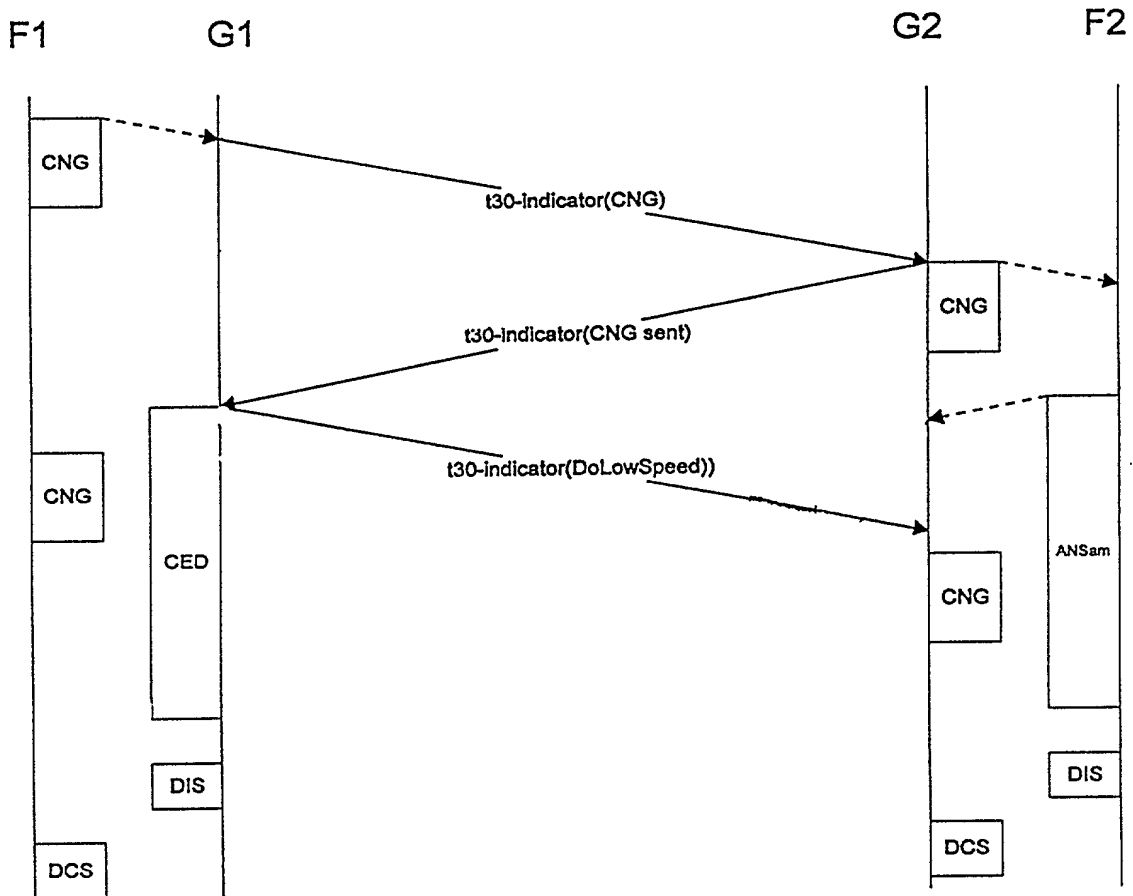 F1 G1 G2 F2
CNG
t30-indicator(CNG)
CNG
t30-indicator(CNG sent)
t30-indicator(DoLowSpeed))
CNG
CED
ANSam
CNG
DIS
DIS
DCS
DCS